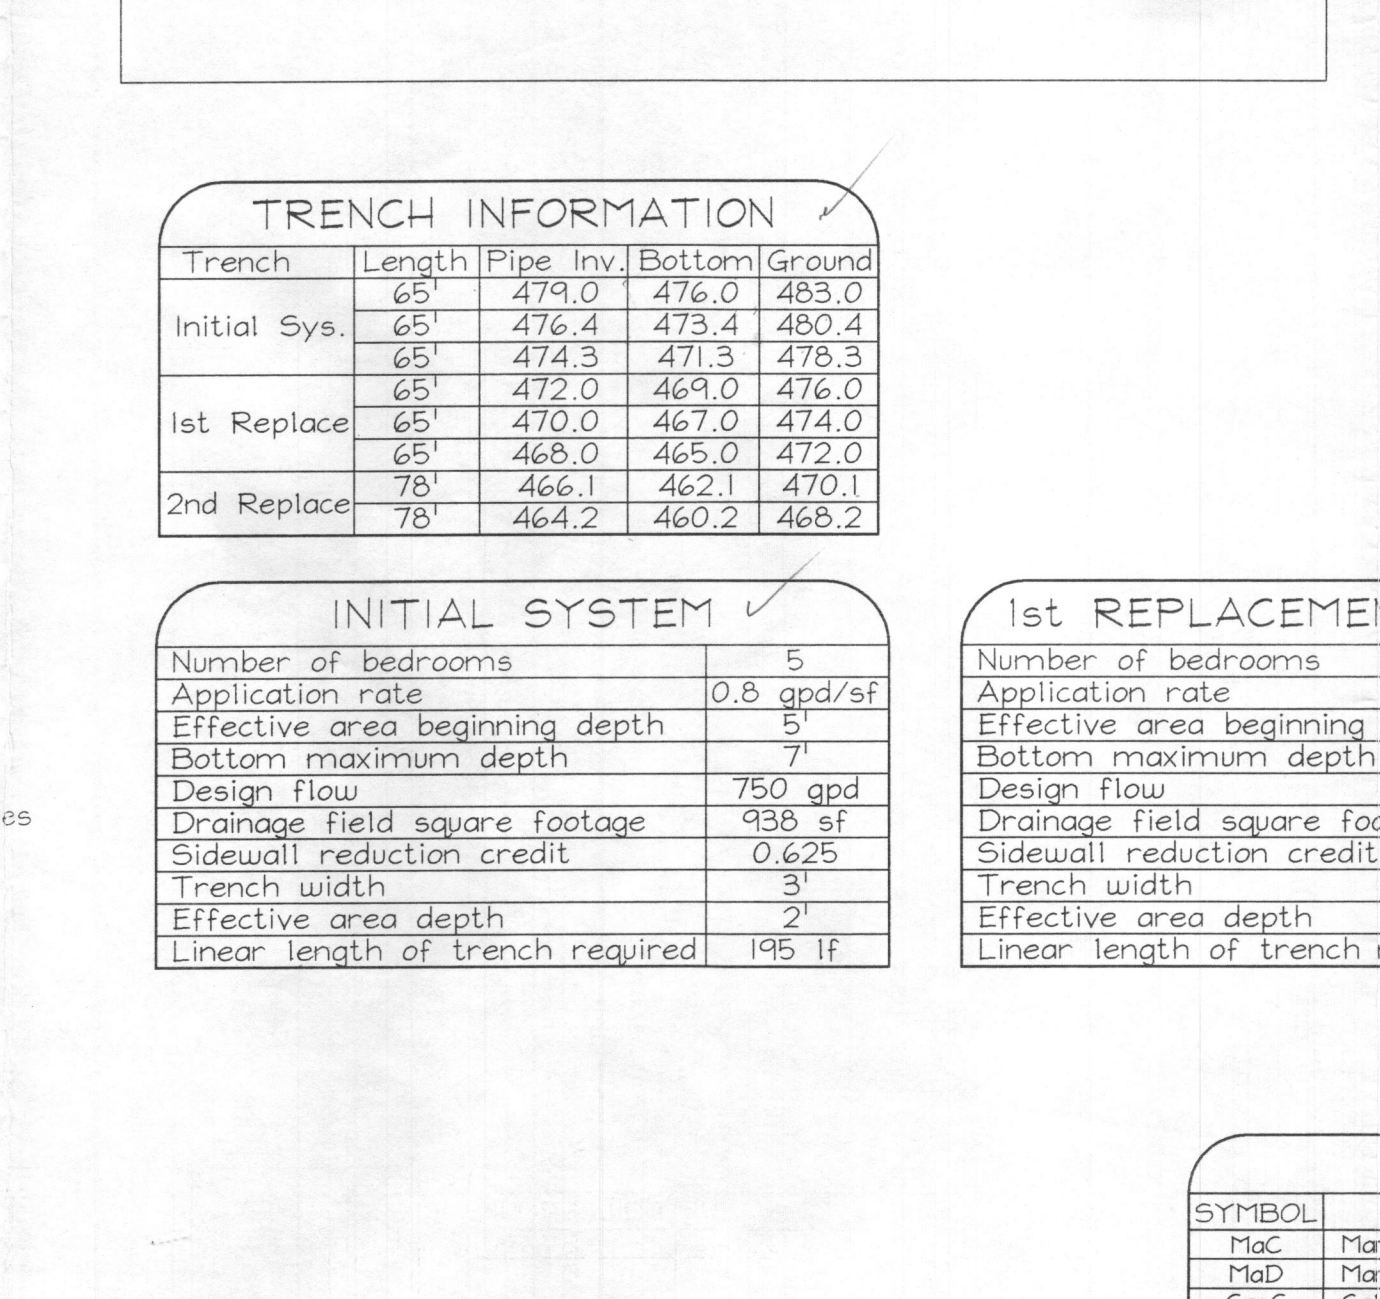 TRENCH INFORMATION
Trench Length Pipe Inv. Bottom Ground
Initial Sys. 65' 479.0 476.0 483.0
65' 476.4 473.4 480.4
65' 474.3 471.3 478.3
1st Replace 65' 472.0 469.0 476.0
65' 470.0 467.0 474.0
65' 468.0 465.0 472.0
2nd Replace 78' 466.1 462.1 470.1
78' 464.2 460.2 468.2
INITIAL SYSTEM
Number of bedrooms 5
Application rate 0.8 gpd/sf
Effective area beginning depth 5'
Bottom maximum depth 7'
Design flow 750 gpd
Drainage field square footage 938 sf
Sidewall reduction credit 0.625
Trench width 3'
Effective area depth 2'
Linear length of trench required 195 lf
1st
Number of bedrooms
Application rate
Effective area beginning
Bottom maximum depth
Design flow
Drainage field square
Sidewall reduction credit
Trench width
Effective area depth
Linear length of trench
es
SYMBOL
MaC
MaD